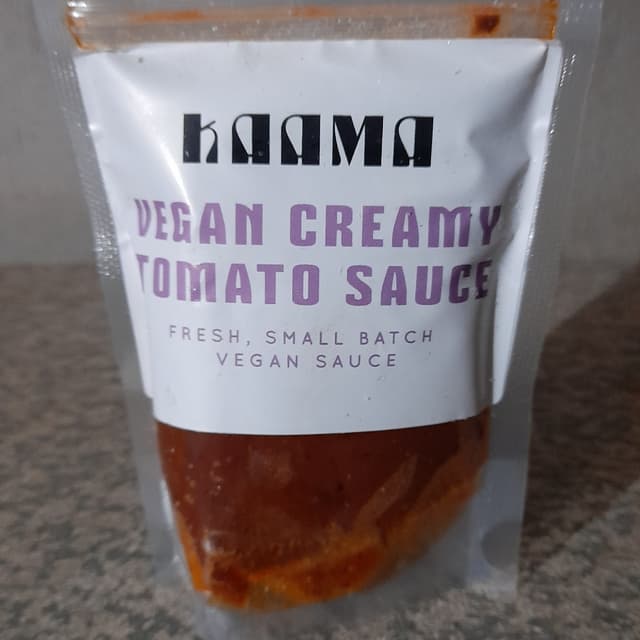 KAAMA
VEGAN CREAMY
TOMATO SAUCE
FRESH, SMALL BATCH
VEGAN SAUCE